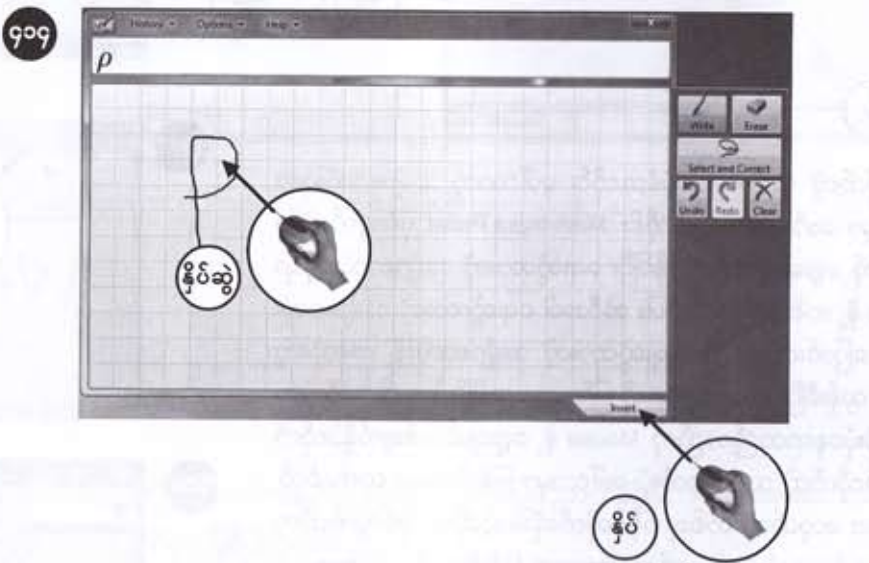 ၄၁၄
History Options Help
ρ
Write Erase
Select and Correct
Undo Redo Clear
နှိပ်ဆွဲ
Insert
နှိပ်